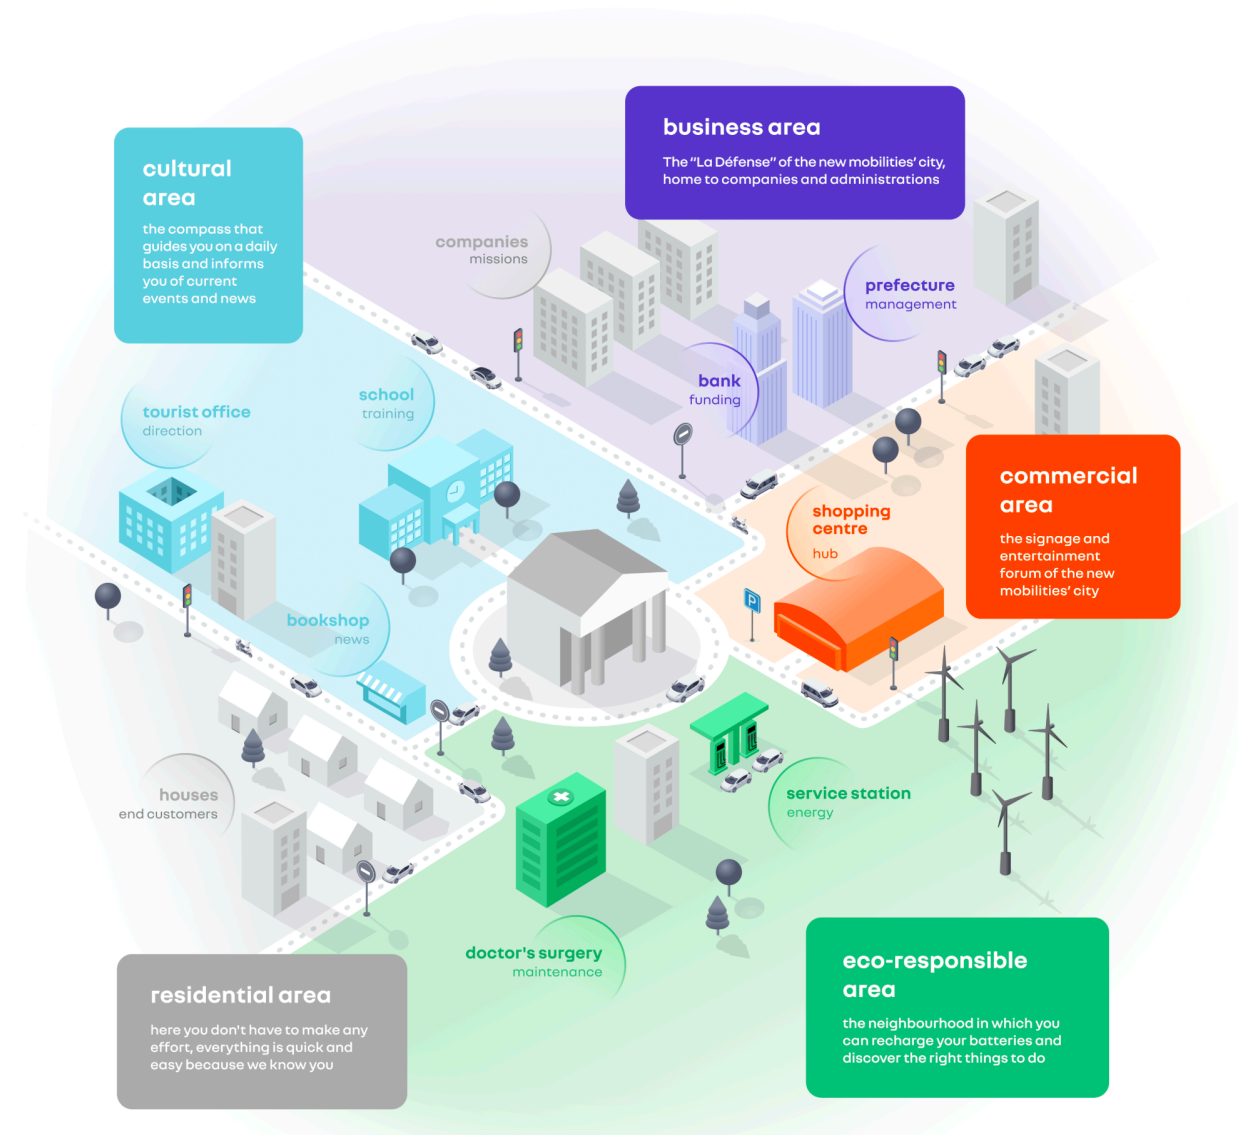 business area
The “La Défense” of the new mobilities’ city,
home to companies and administrations
cultural
area
the compass that
guides you on a daily
basis and informs
you of current
events and news
companies
missions
prefecture
management
bank
funding
school
training
tourist office
direction
commercial
area
the signage and
entertainment
forum of the new
mobilities’ city
shopping
centre
hub
P
bookshop
news
houses
end customers
service station
energy
doctor's surgery
maintenance
residential area
here you don't have to make any
effort, everything is quick and
easy because we know you
eco-responsible
area
the neighbourhood in which you
can recharge your batteries and
discover the right things to do